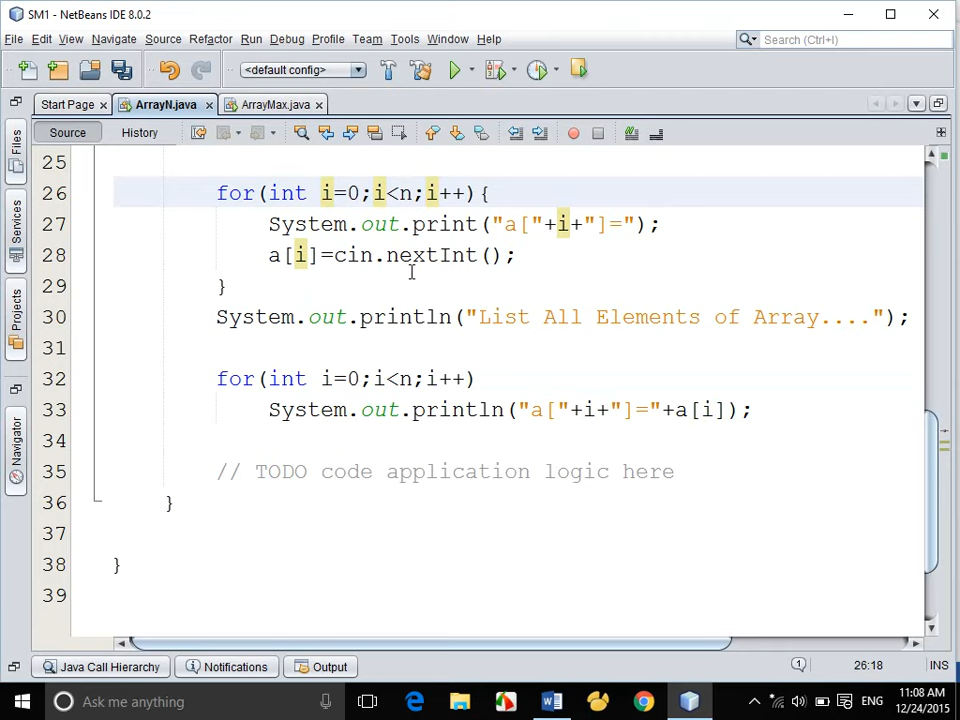 SM1 - NetBeans IDE 8.0.2
File Edit View Navigate Source Refactor Run Debug Profile Team Tools Window Help
Search (Ctrl+I)
<default config>
Start Page
ArrayN.java
ArrayMax.java
Source History
Files
Services
Projects
Navigator
25
26 for(int i=0;i<n;i++){
27 System.out.print("a["+i+"]=");
28 a[i]=cin.nextInt();
29 }
30 System.out.println("List All Elements of Array....");
31
32 for(int i=0;i<n;i++)
33 System.out.println("a["+i+"]="+a[i]);
34
35 // TODO code application logic here
36 }
37
38 }
39
Java Call Hierarchy Notifications Output
1
26:18 INS
Ask me anything
ENG
11:08 AM
12/24/2015